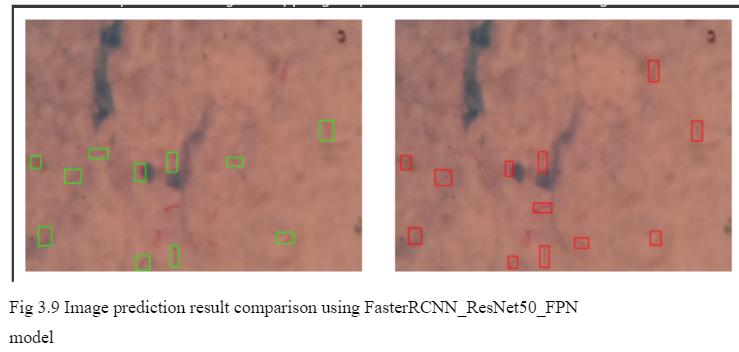 Fig 3.9 Image prediction result comparison using FasterRCNN_ResNet50_FPN
model